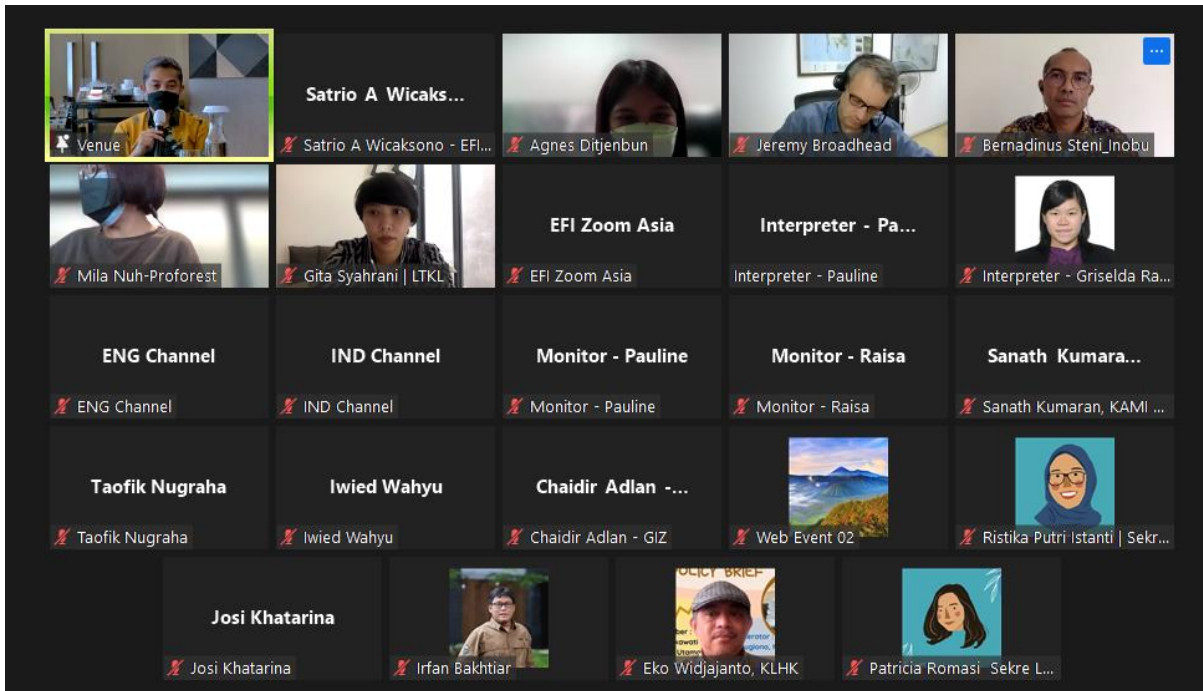 Venue
Satrio A Wicaks...
Satrio A Wicaksono - EFI...
Agnes Ditjenbun
Jeremy Broadhead
Bernadinus Steni_Inobu
Mila Nuh-Proforest
Gita Syahrani | LTKL
EFI Zoom Asia
EFI Zoom Asia
Interpreter - Pa...
Interpreter - Pauline
Interpreter - Griselda Ra...
ENG Channel
ENG Channel
IND Channel
IND Channel
Monitor - Pauline
Monitor - Pauline
Monitor - Raisa
Monitor - Raisa
Sanath Kumara...
Sanath Kumaran, KAMI ...
Taofik Nugraha
Taofik Nugraha
Iwied Wahyu
Iwied Wahyu
Chaidir Adlan -...
Chaidir Adlan - GIZ
Web Event 02
Ristika Putri Istanti | Sekr...
Josi Khatarina
Josi Khatarina
Irfan Bakhtiar
POLICY BRIEF
Eko Widjajanto, KLHK
Patricia Romasi Sekre L...